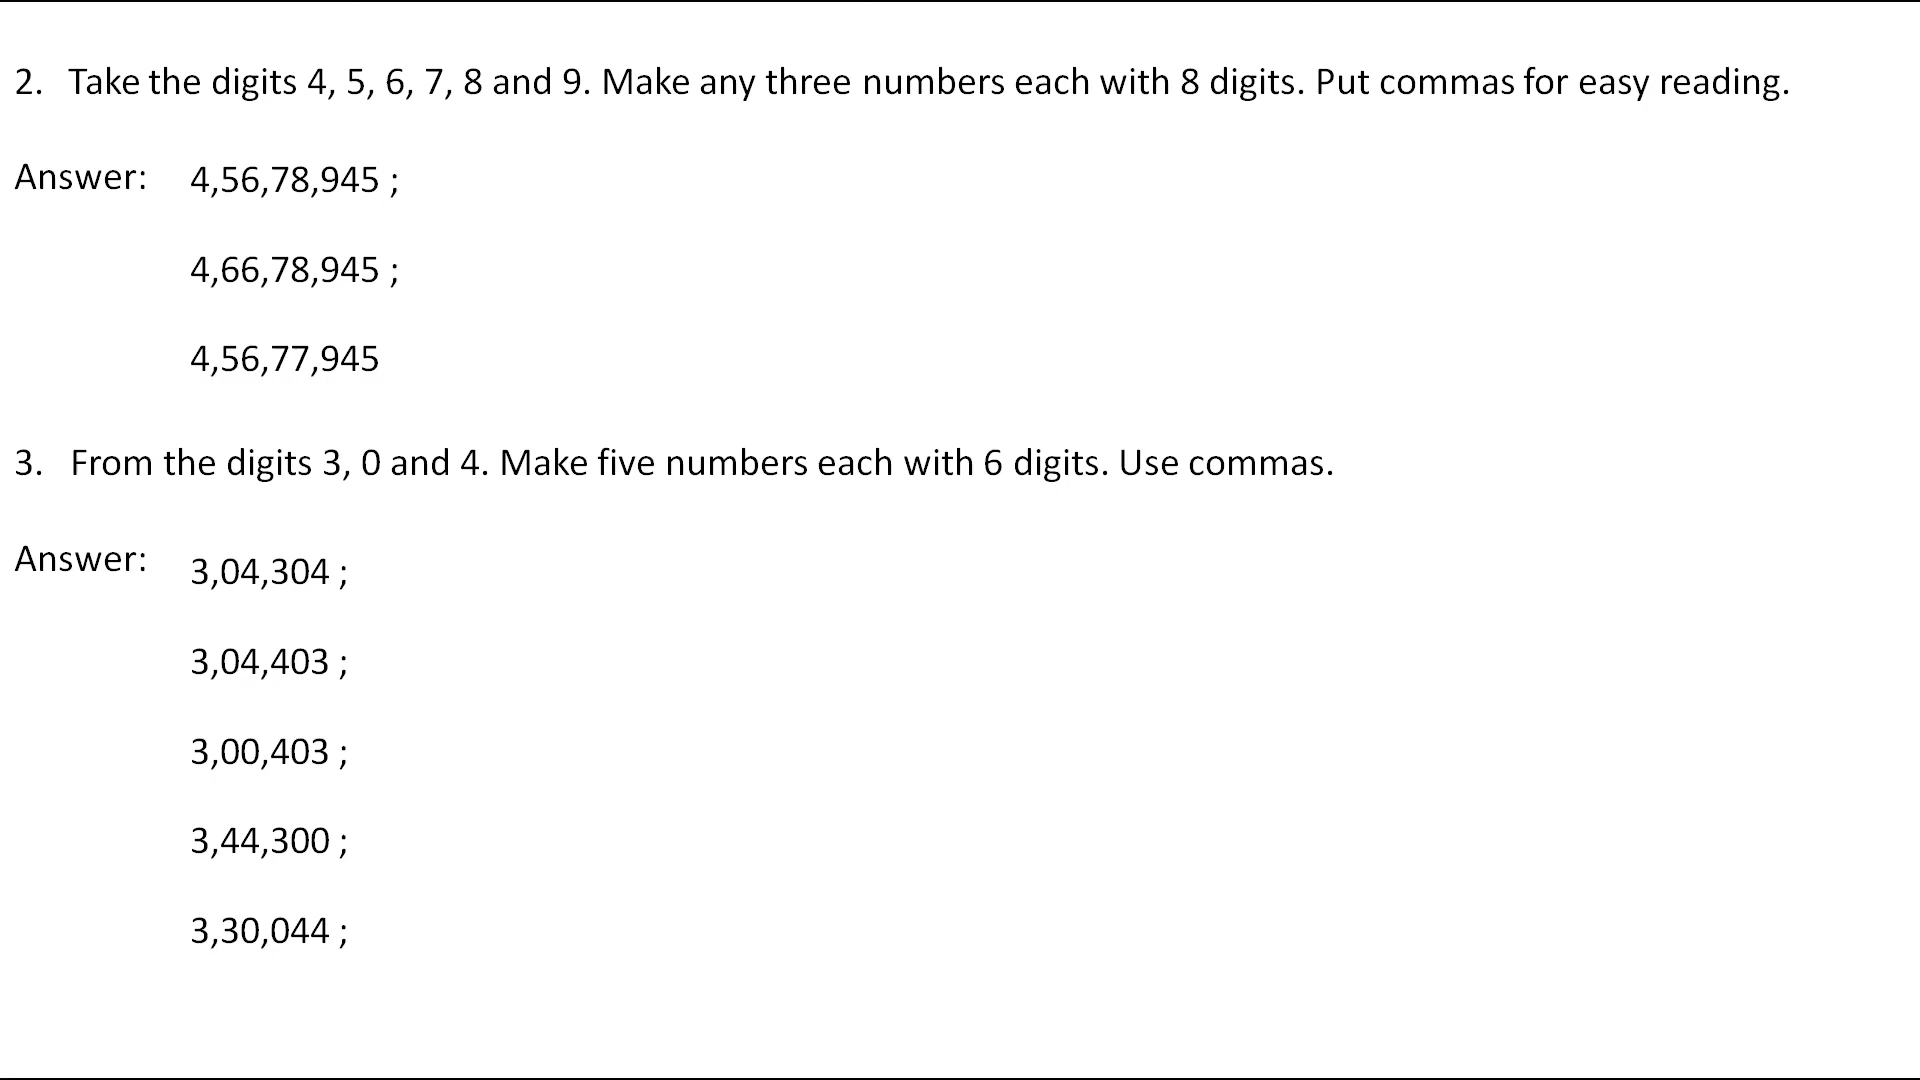 2. Take the digits 4, 5, 6, 7, 8 and 9. Make any three numbers each with 8 digits. Put commas for easy reading.
Answer: 4,56,78,945 ;
4,66,78,945 ;
4,56,77,945
3. From the digits 3, 0 and 4. Make five numbers each with 6 digits. Use commas.
Answer: 3,04,304 ;
3,04,403 ;
3,00,403 ;
3,44,300 ;
3,30,044 ;